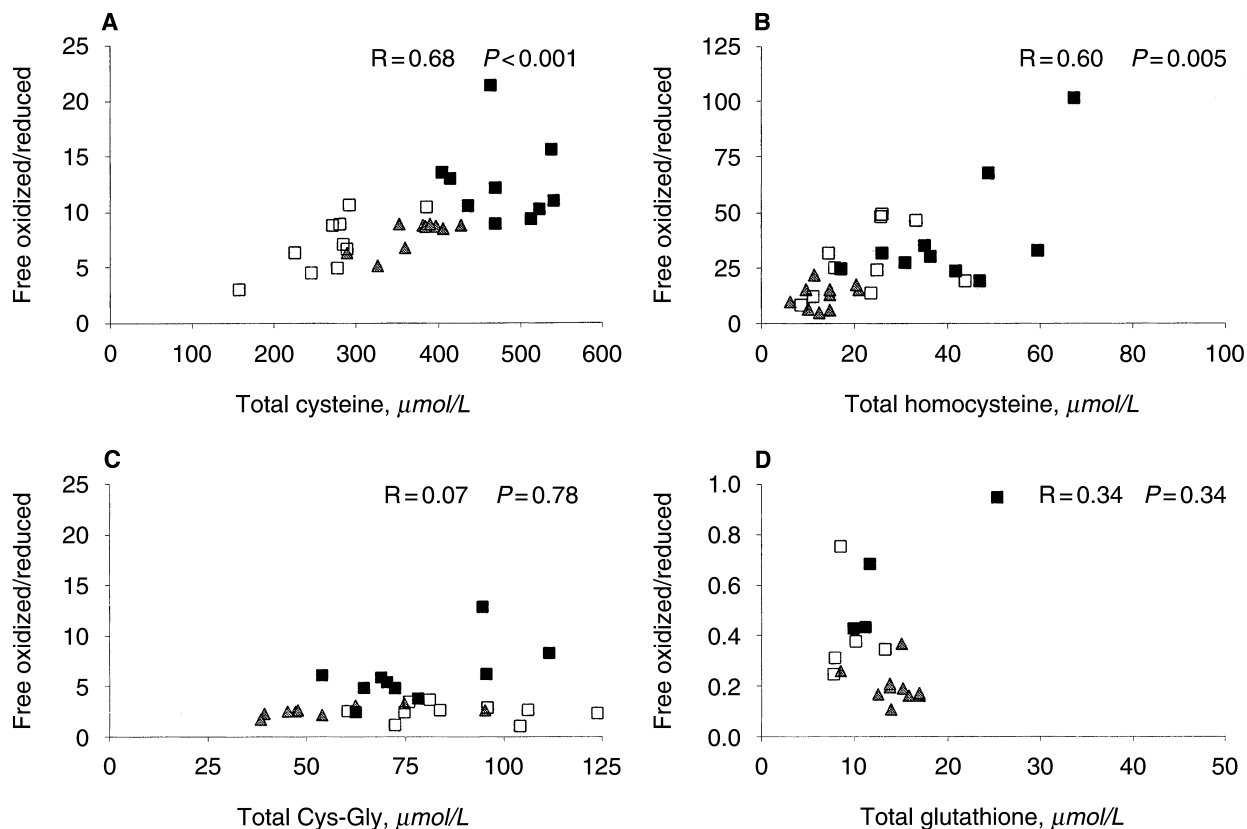 A
Free oxidized/reduced
25
20
15
10
5
0
R=0.68 P<0.001
0 100 200 300 400 500 600
Total cysteine, μmol/L
B
Free oxidized/reduced
125
100
75
50
25
0
R=0.60 P=0.005
0 20 40 60 80 100
Total homocysteine, μmol/L
C
Free oxidized/reduced
25
20
15
10
5
0
R=0.07 P=0.78
0 25 50 75 100 125
Total Cys-Gly, μmol/L
D
Free oxidized/reduced
1.0
0.8
0.6
0.4
0.2
0.0
R=0.34 P=0.34
0 10 20 30 40 50
Total glutathione, μmol/L